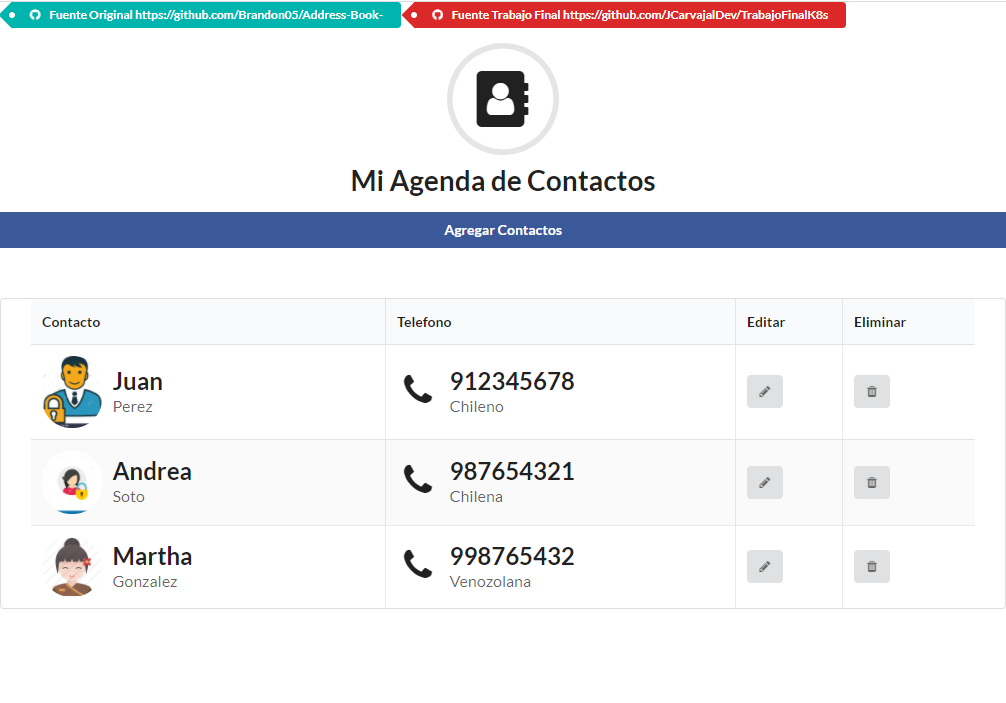 Fuente Original https://github.com/Brandon05/Address-Book-
Fuente Trabajo Final https://github.com/JCarvajalDev/TrabajoFinalK8s
Mi Agenda de Contactos
Agregar Contactos
Contacto Telefono Editar Eliminar
Juan 912345678
Perez Chileno
Andrea 987654321
Soto Chilena
Martha 998765432
Gonzalez Venozolana